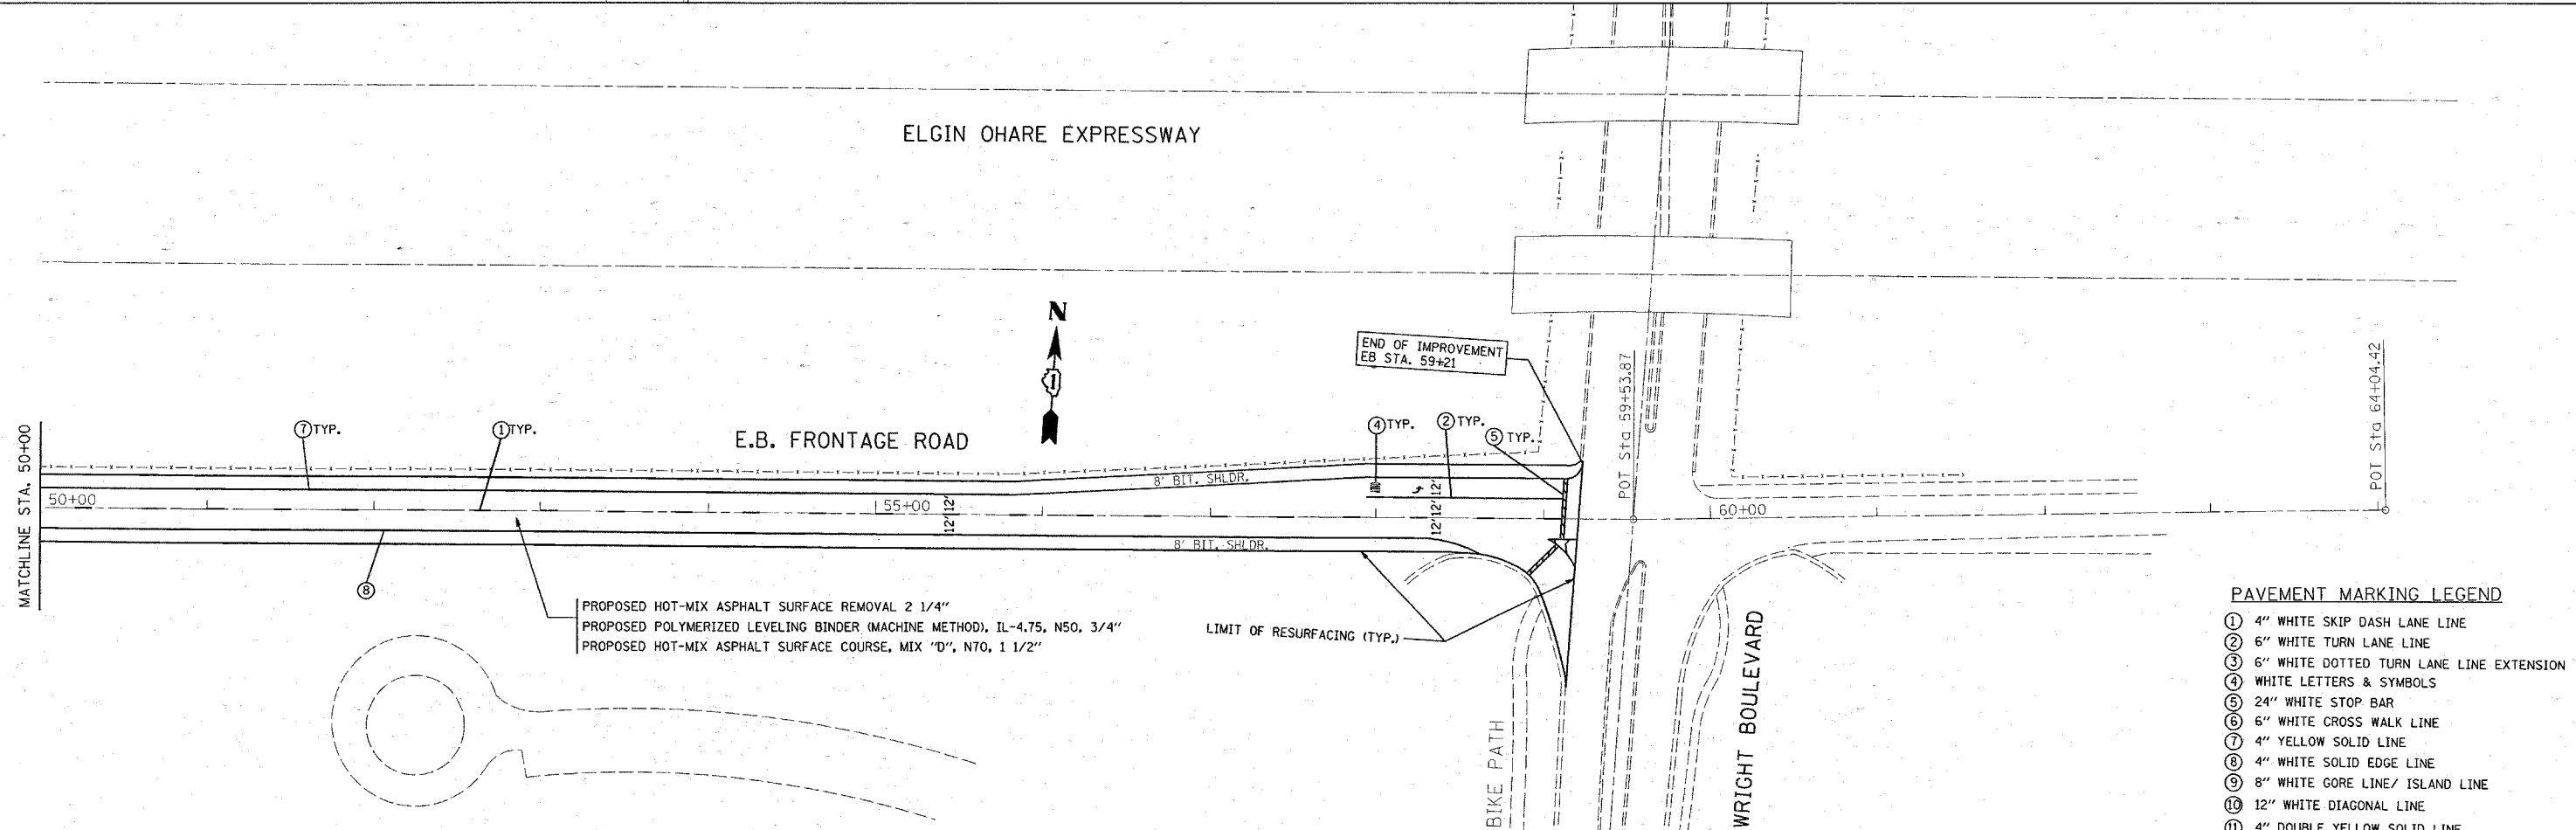 ELGIN OHARE EXPRESSWAY
N
1
END OF IMPROVEMENT
EB STA. 59+21
POT Sta 59+53.87
POT Sta 64+04.42
MATCHLINE STA. 50+00
7 TYP.
1 TYP.
E.B. FRONTAGE ROAD
4 TYP.
2 TYP.
5 TYP.
8' BIT. SHLDR.
50+00
55+00
12' 12'
12' 12' 12'
60+00
8' BIT. SHLDR.
8
PROPOSED HOT-MIX ASPHALT SURFACE REMOVAL 2 1/4"
PROPOSED POLYMERIZED LEVELING BINDER (MACHINE METHOD), IL-4.75, N50, 3/4"
PROPOSED HOT-MIX ASPHALT SURFACE COURSE, MIX "D", N70, 1 1/2"
LIMIT OF RESURFACING (TYP.)
BIKE PATH
WRIGHT BOULEVARD
PAVEMENT MARKING LEGEND
1 4" WHITE SKIP DASH LANE LINE
2 6" WHITE TURN LANE LINE
3 6" WHITE DOTTED TURN LANE LINE EXTENSION
4 WHITE LETTERS & SYMBOLS
5 24" WHITE STOP BAR
6 6" WHITE CROSS WALK LINE
7 4" YELLOW SOLID LINE
8 4" WHITE SOLID EDGE LINE
9 8" WHITE GORE LINE/ ISLAND LINE
10 12" WHITE DIAGONAL LINE
11 4" DOUBLE YELLOW SOLID LINE